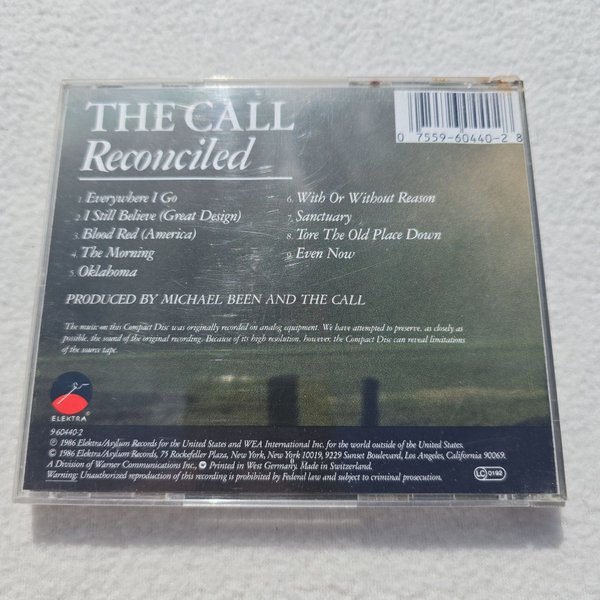 THE CALL
Reconciled
0 7559-60440-2 8
1. Everywhere I Go
2. I Still Believe (Great Design)
3. Blood Red (America)
4. The Morning
5. Oklahoma
6. With Or Without Reason
7. Sanctuary
8. Tore The Old Place Down
9. Even Now
PRODUCED BY MICHAEL BEEN AND THE CALL
The music on this Compact Disc was originally recorded on analog equipment. We have attempted to preserve, as closely as
possible, the sound of the original recording. Because of its high resolution, however, the Compact Disc can reveal limitations
of the source tape.
ELEKTRA ®
9 60440-2
℗ 1986 Elektra/Asylum Records for the United States and WEA International Inc. for the world outside of the United States.
© 1986 Elektra/Asylum Records, 75 Rockefeller Plaza, New York, New York 10019, 9229 Sunset Boulevard, Los Angeles, California 90069.
A Division of Warner Communications Inc., Printed in West Germany. Made in Switzerland.
Warning: Unauthorized reproduction of this recording is prohibited by Federal law and subject to criminal prosecution.
LC 0192